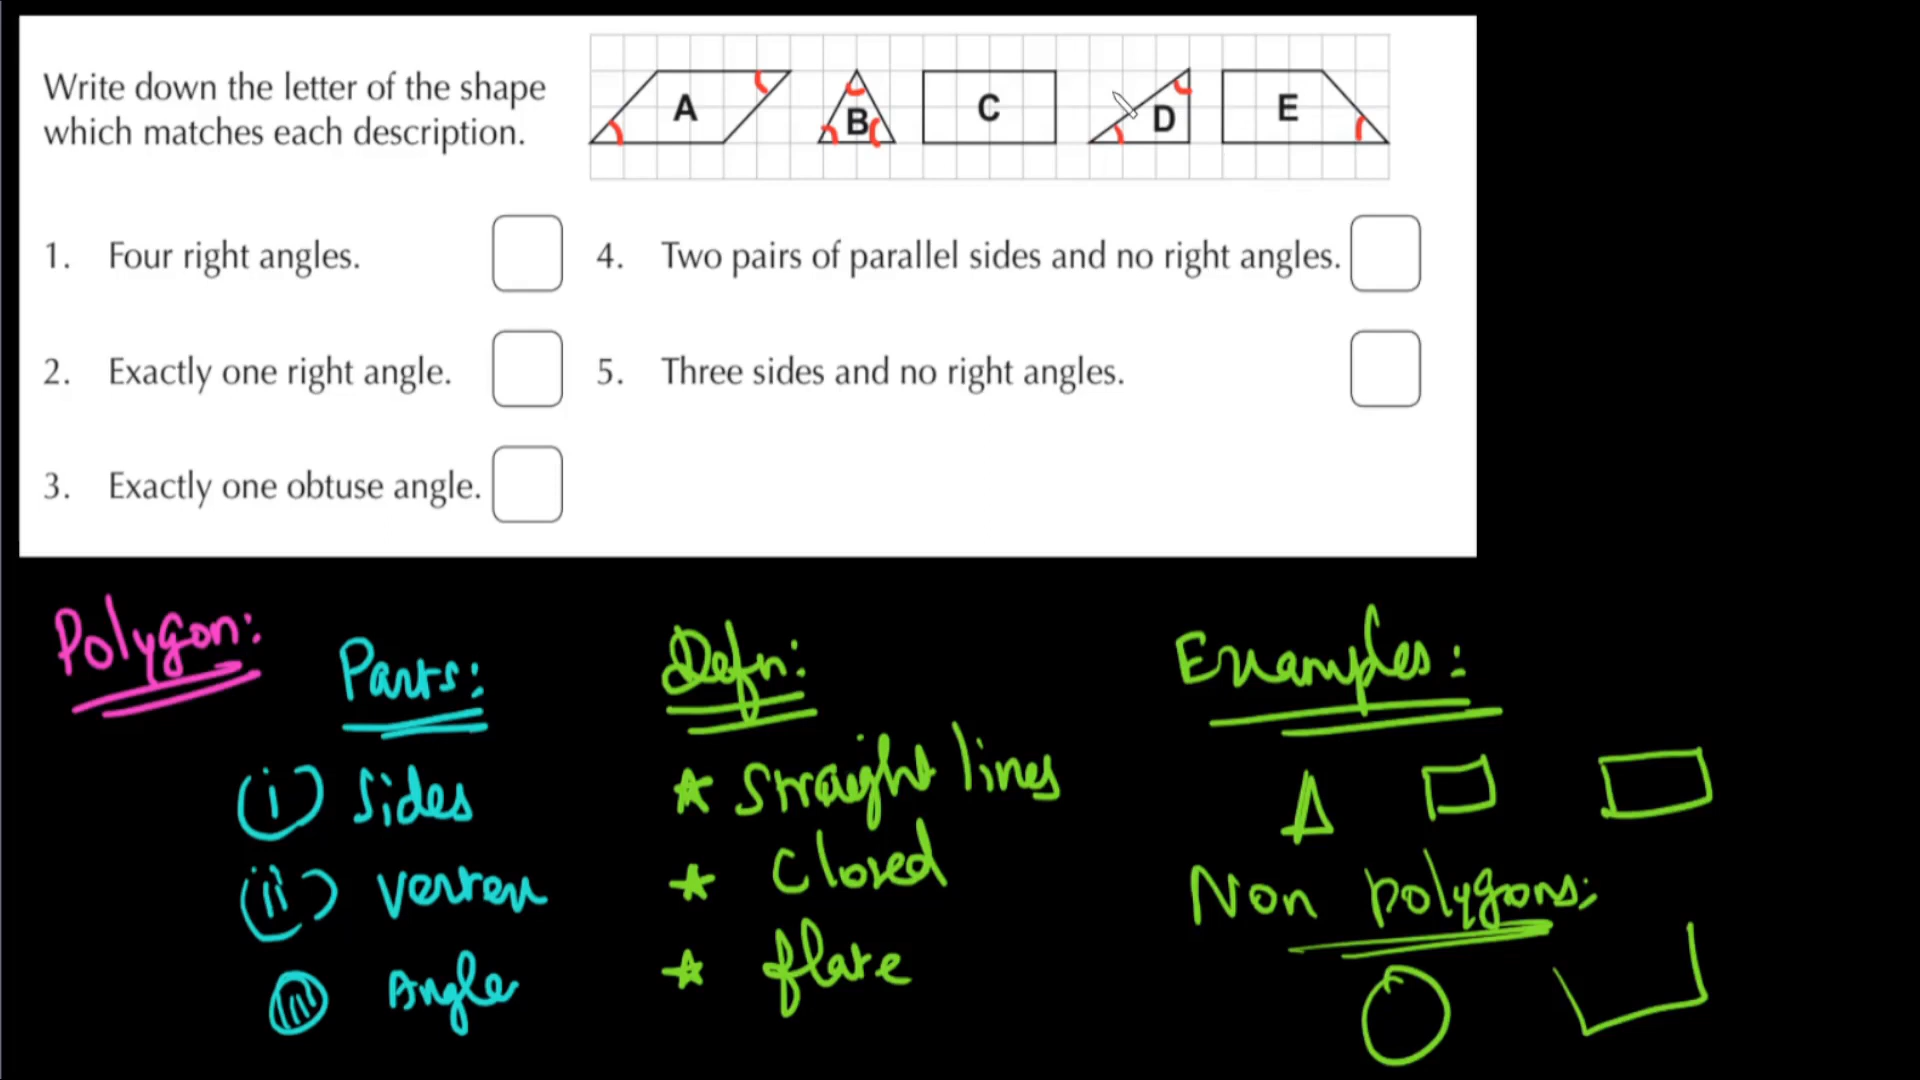 Write down the letter of the shape
which matches each description.
A B C D E
1. Four right angles.
2. Exactly one right angle.
3. Exactly one obtuse angle.
4. Two pairs of parallel sides and no right angles.
5. Three sides and no right angles.
Polygon:
Parts:
(i) Sides
(ii) Vertex
(iii) Angle
Defn:
* Straight lines
* Closed
* flate
Examples:
Non polygons: